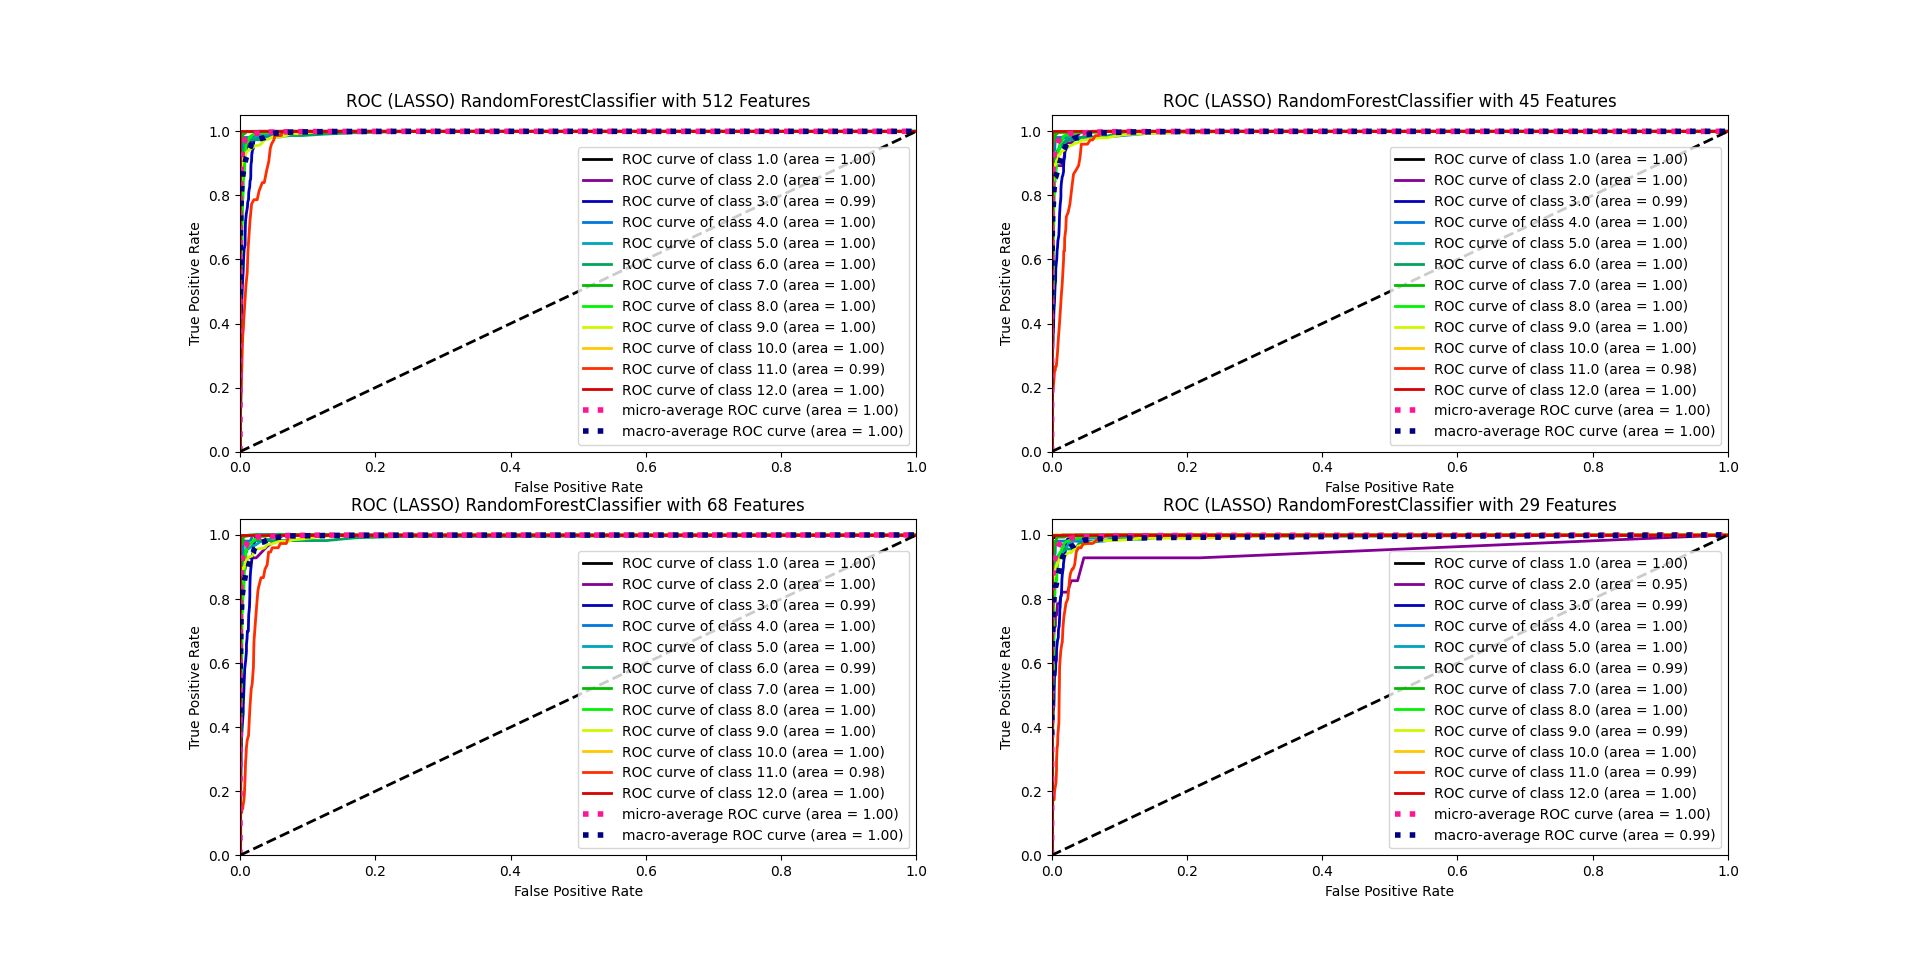 ROC (LASSO) RandomForestClassifier with 512 Features
1.0
0.8
0.6
0.4
0.2
0.0
True Positive Rate
ROC curve of class 1.0 (area = 1.00)
ROC curve of class 2.0 (area = 1.00)
ROC curve of class 3.0 (area = 0.99)
ROC curve of class 4.0 (area = 1.00)
ROC curve of class 5.0 (area = 1.00)
ROC curve of class 6.0 (area = 1.00)
ROC curve of class 7.0 (area = 1.00)
ROC curve of class 8.0 (area = 1.00)
ROC curve of class 9.0 (area = 1.00)
ROC curve of class 10.0 (area = 1.00)
ROC curve of class 11.0 (area = 0.99)
ROC curve of class 12.0 (area = 1.00)
micro-average ROC curve (area = 1.00)
macro-average ROC curve (area = 1.00)
0.0 0.2 0.4 0.6 0.8 1.0
False Positive Rate
ROC (LASSO) RandomForestClassifier with 45 Features
1.0
0.8
0.6
0.4
0.2
0.0
True Positive Rate
ROC curve of class 1.0 (area = 1.00)
ROC curve of class 2.0 (area = 1.00)
ROC curve of class 3.0 (area = 0.99)
ROC curve of class 4.0 (area = 1.00)
ROC curve of class 5.0 (area = 1.00)
ROC curve of class 6.0 (area = 1.00)
ROC curve of class 7.0 (area = 1.00)
ROC curve of class 8.0 (area = 1.00)
ROC curve of class 9.0 (area = 1.00)
ROC curve of class 10.0 (area = 1.00)
ROC curve of class 11.0 (area = 0.98)
ROC curve of class 12.0 (area = 1.00)
micro-average ROC curve (area = 1.00)
macro-average ROC curve (area = 1.00)
0.0 0.2 0.4 0.6 0.8 1.0
False Positive Rate
ROC (LASSO) RandomForestClassifier with 68 Features
1.0
0.8
0.6
0.4
0.2
0.0
True Positive Rate
ROC curve of class 1.0 (area = 1.00)
ROC curve of class 2.0 (area = 1.00)
ROC curve of class 3.0 (area = 0.99)
ROC curve of class 4.0 (area = 1.00)
ROC curve of class 5.0 (area = 1.00)
ROC curve of class 6.0 (area = 0.99)
ROC curve of class 7.0 (area = 1.00)
ROC curve of class 8.0 (area = 1.00)
ROC curve of class 9.0 (area = 1.00)
ROC curve of class 10.0 (area = 1.00)
ROC curve of class 11.0 (area = 0.98)
ROC curve of class 12.0 (area = 1.00)
micro-average ROC curve (area = 1.00)
macro-average ROC curve (area = 1.00)
0.0 0.2 0.4 0.6 0.8 1.0
False Positive Rate
ROC (LASSO) RandomForestClassifier with 29 Features
1.0
0.8
0.6
0.4
0.2
0.0
True Positive Rate
ROC curve of class 1.0 (area = 1.00)
ROC curve of class 2.0 (area = 0.95)
ROC curve of class 3.0 (area = 0.99)
ROC curve of class 4.0 (area = 1.00)
ROC curve of class 5.0 (area = 1.00)
ROC curve of class 6.0 (area = 0.99)
ROC curve of class 7.0 (area = 1.00)
ROC curve of class 8.0 (area = 1.00)
ROC curve of class 9.0 (area = 0.99)
ROC curve of class 10.0 (area = 1.00)
ROC curve of class 11.0 (area = 0.99)
ROC curve of class 12.0 (area = 1.00)
micro-average ROC curve (area = 1.00)
macro-average ROC curve (area = 0.99)
0.0 0.2 0.4 0.6 0.8 1.0
False Positive Rate